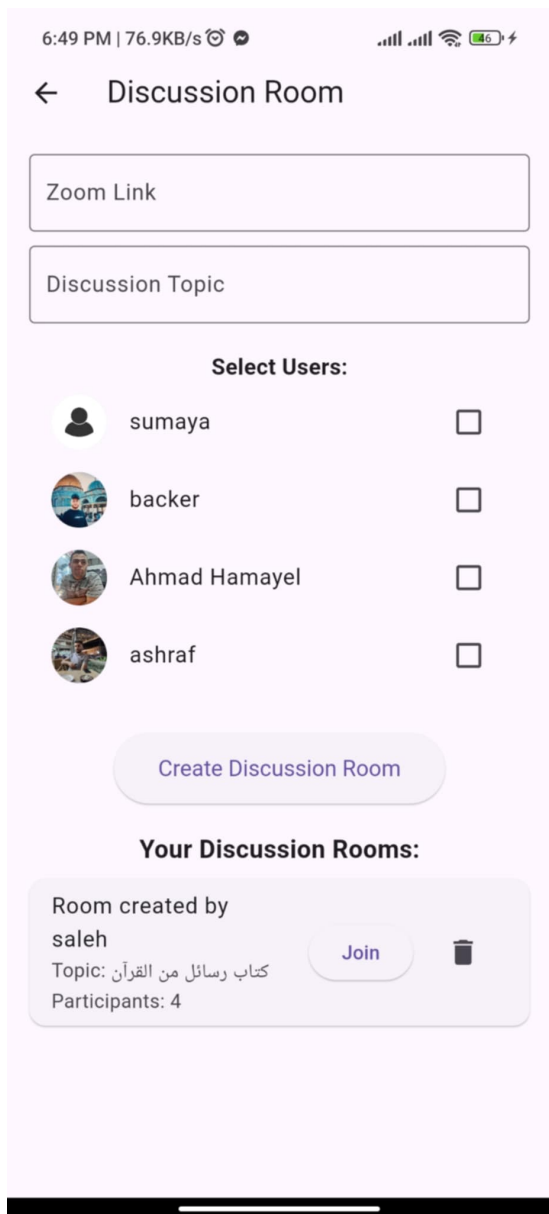 6:49 PM | 76.9KB/s
46
Discussion Room
Zoom Link
Discussion Topic
Select Users:
sumaya
backer
Ahmad Hamayel
ashraf
Create Discussion Room
Your Discussion Rooms:
Room created by
saleh
Topic: كتاب رسائل من القرآن
Participants: 4
Join